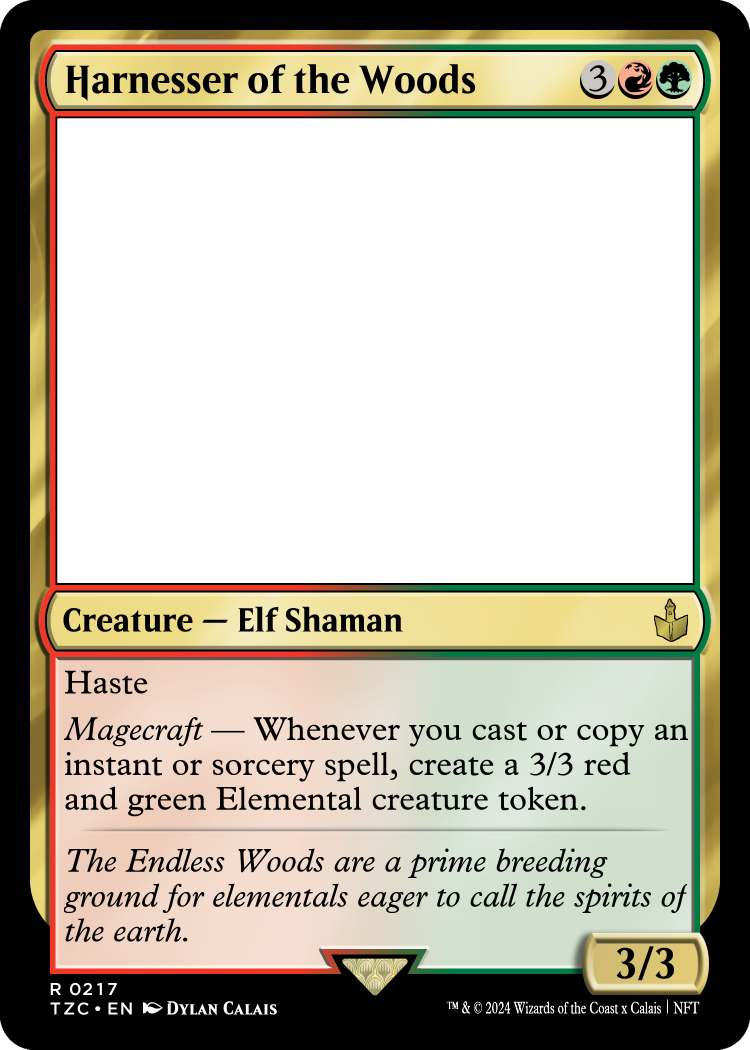 Harnesser of the Woods 3
Creature — Elf Shaman
Haste
Magecraft — Whenever you cast or copy an
instant or sorcery spell, create a 3/3 red
and green Elemental creature token.
The Endless Woods are a prime breeding
ground for elementals eager to call the spirits of
the earth.
3/3
R 0217
TZC • EN DYLAN CALAIS
™ & © 2024 Wizards of the Coast x Calais | NFT